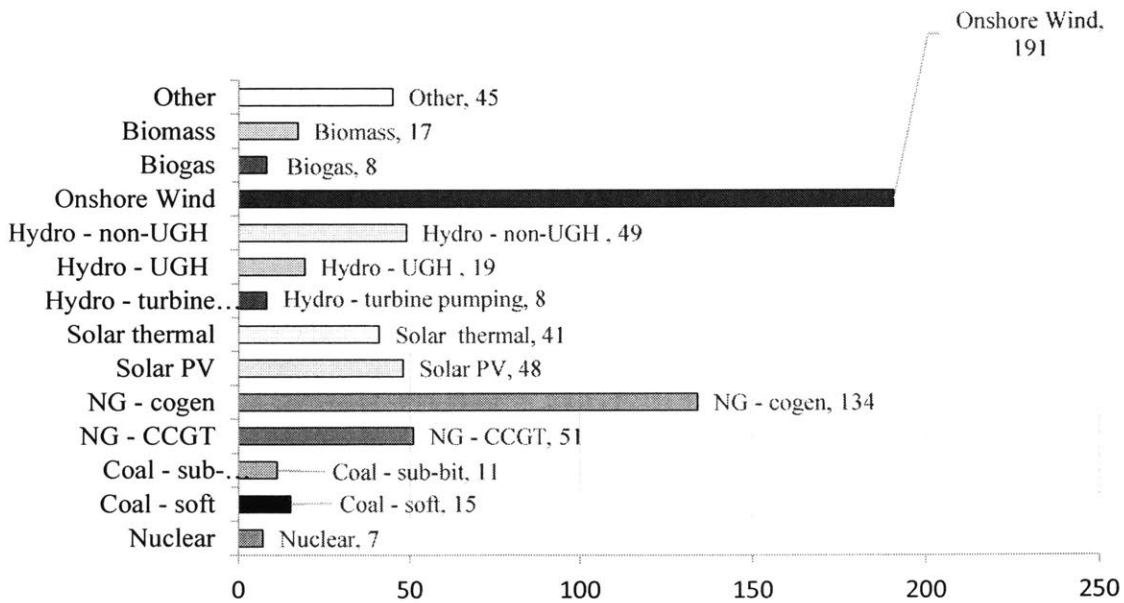 Onshore Wind,
191
Other
Other, 45
Biomass
Biomass, 17
Biogas
Biogas, 8
Onshore Wind
Hydro - non-UGH
Hydro - non-UGH , 49
Hydro - UGH
Hydro - UGH , 19
Hydro - turbine…
Hydro - turbine pumping, 8
Solar thermal
Solar thermal, 41
Solar PV
Solar PV, 48
NG - cogen
NG - cogen, 134
NG - CCGT
NG - CCGT, 51
Coal - sub-…
Coal - sub-bit, 11
Coal - soft
Coal - soft, 15
Nuclear
Nuclear, 7
0 50 100 150 200 250